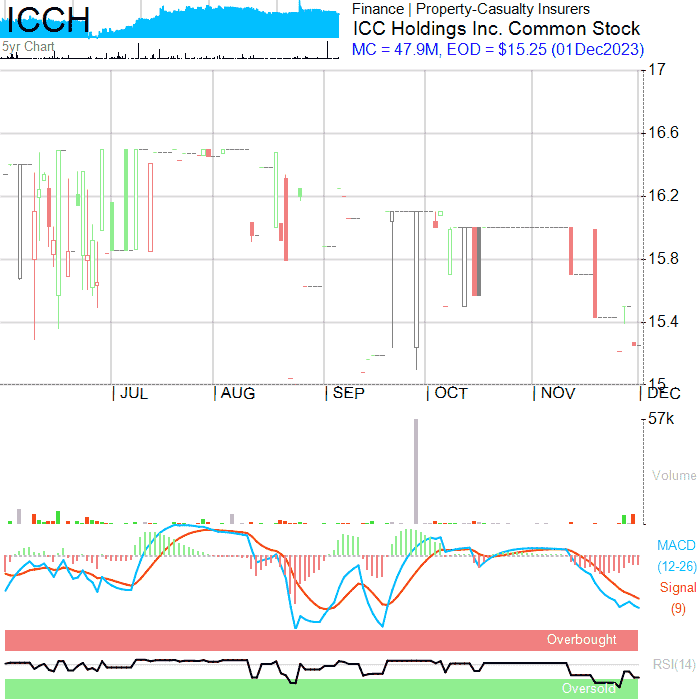 ICCH
5yr Chart
Finance | Property-Casualty Insurers
ICC Holdings Inc. Common Stock
MC = 47.9M, EOD = $15.25 (01Dec2023)
17
16.6
16.2
15.8
15.4
15
| JUL | AUG | SEP | OCT | NOV | DEC
57k
Volume
MACD
(12-26)
Signal
(9)
Overbought
RSI(14)
Oversold